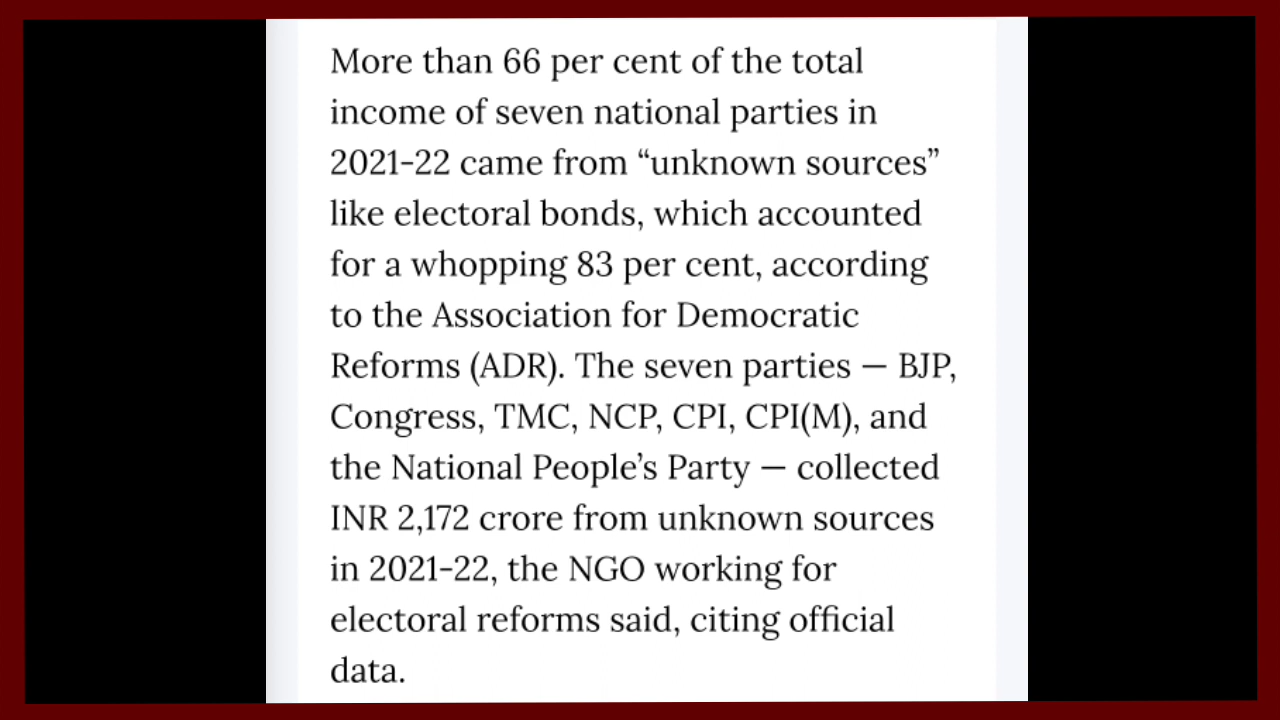 More than 66 per cent of the total
income of seven national parties in
2021-22 came from “unknown sources”
like electoral bonds, which accounted
for a whopping 83 per cent, according
to the Association for Democratic
Reforms (ADR). The seven parties — BJP,
Congress, TMC, NCP, CPI, CPI(M), and
the National People’s Party — collected
INR 2,172 crore from unknown sources
in 2021-22, the NGO working for
electoral reforms said, citing official
data.